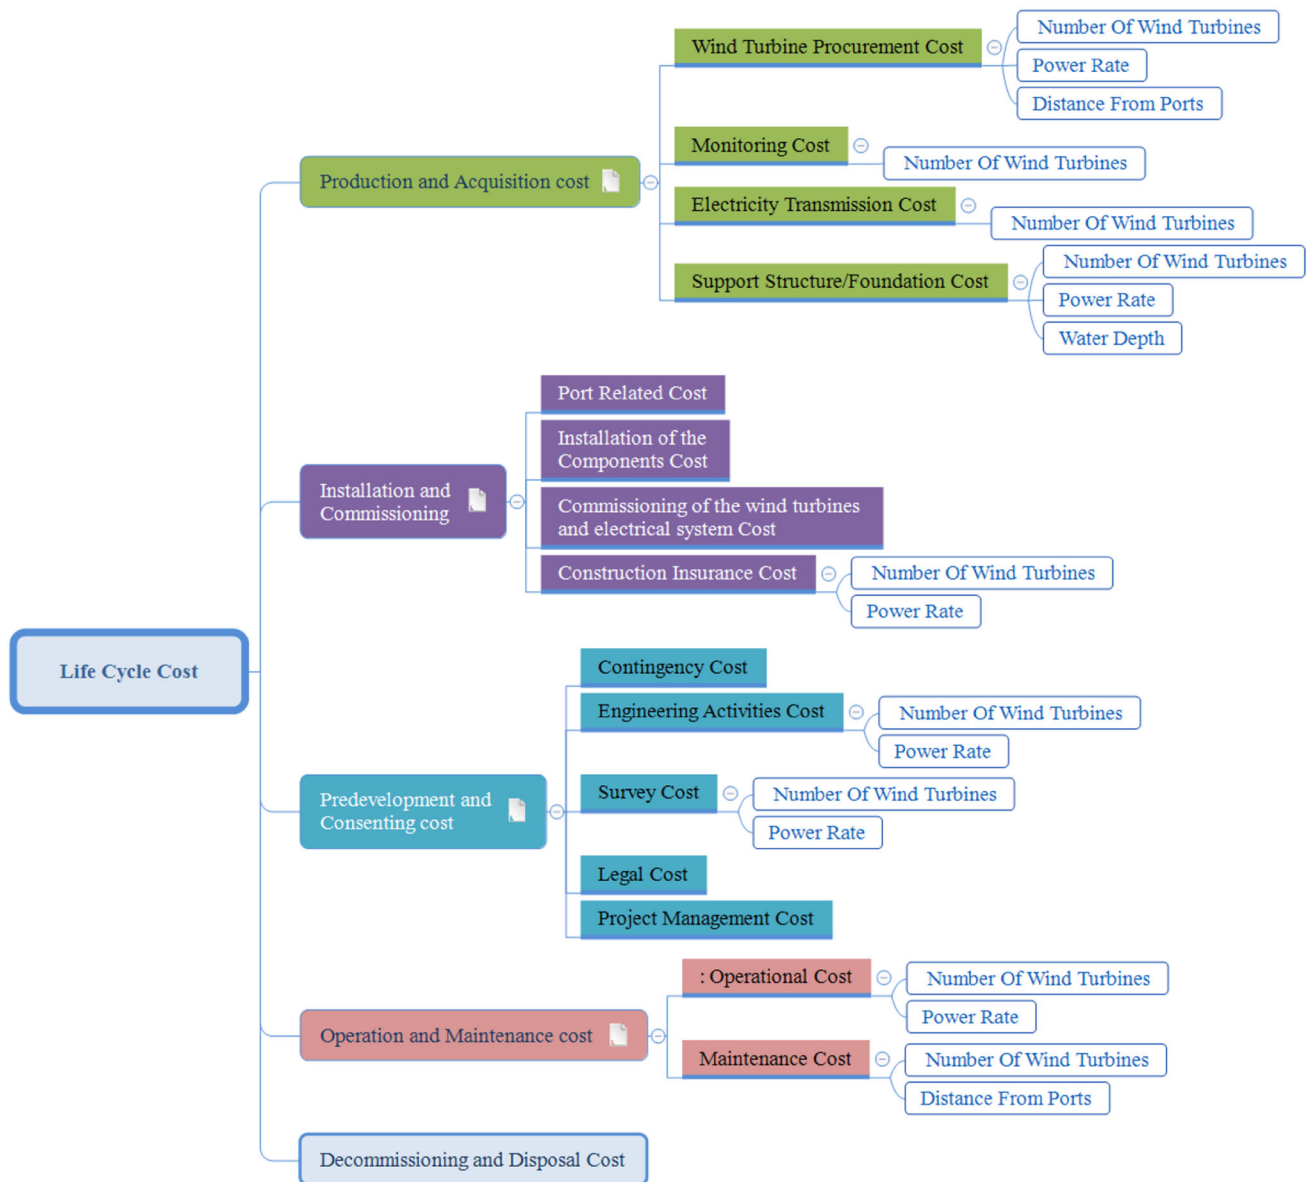 Wind Turbine Procurement Cost
Number Of Wind Turbines
Power Rate
Distance From Ports
Monitoring Cost
Number Of Wind Turbines
Production and Acquisition cost
Electricity Transmission Cost
Number Of Wind Turbines
Support Structure/Foundation Cost
Number Of Wind Turbines
Power Rate
Water Depth
Port Related Cost
Installation of the
Components Cost
Installation and
Commissioning
Commissioning of the wind turbines
and electrical system Cost
Construction Insurance Cost
Number Of Wind Turbines
Power Rate
Life Cycle Cost
Contingency Cost
Engineering Activities Cost
Number Of Wind Turbines
Power Rate
Predevelopment and
Consenting cost
Survey Cost
Number Of Wind Turbines
Power Rate
Legal Cost
Project Management Cost
: Operational Cost
Number Of Wind Turbines
Power Rate
Operation and Maintenance cost
Maintenance Cost
Number Of Wind Turbines
Distance From Ports
Decommissioning and Disposal Cost